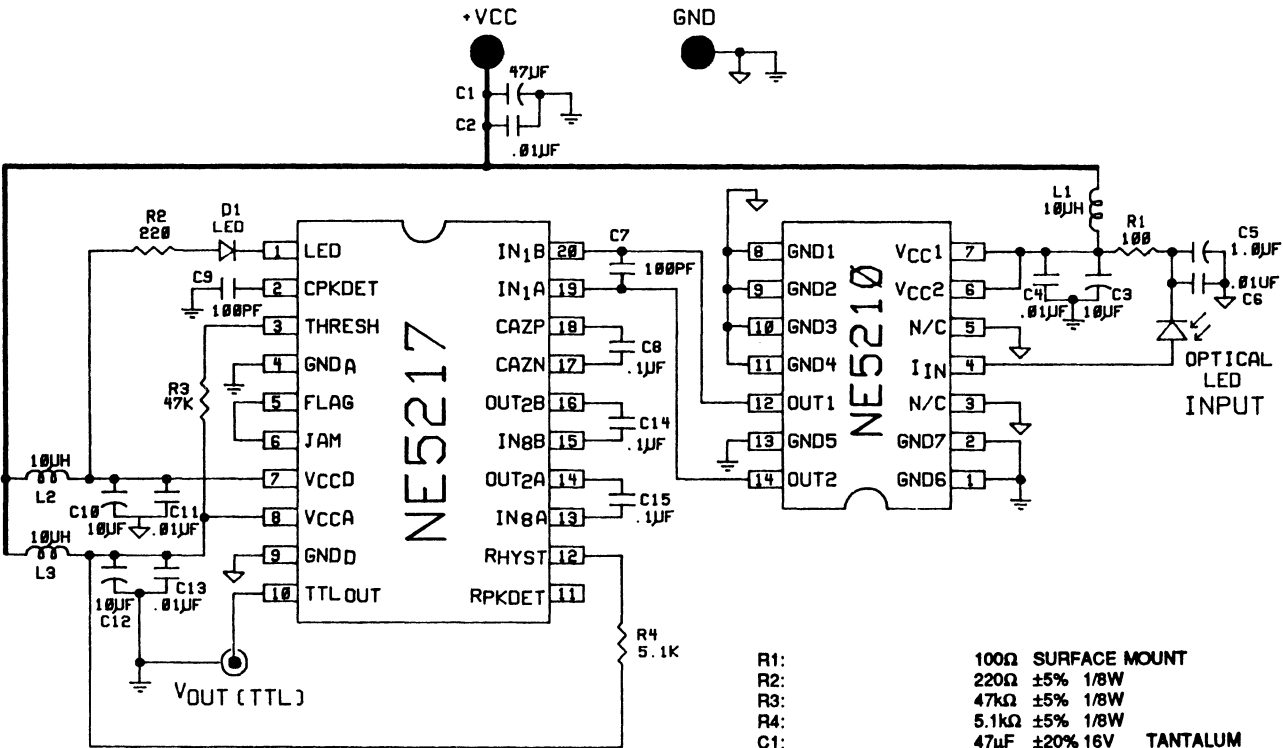 +VCC
GND
47µF
C1
C2
.01µF
L1
10µH
R2
220
D1
LED
C9
100PF
R3
47K
10µH
L2
C10
10µF
C11
.01µF
10µH
L3
10µF
C12
C13
.01µF
VOUT (TTL)
1 LED
2 CPKDET
3 THRESH
4 GNDA
5 FLAG
6 JAM
7 VCCD
8 VCCA
9 GNDD
10 TTLOUT
NE5217
IN1B 20
IN1A 19
CAZP 18
CAZN 17
OUT2B 16
IN8B 15
OUT2A 14
IN8A 13
RHYST 12
RPKDET 11
C7
100PF
C8
.1µF
C14
.1µF
C15
.1µF
R4
5.1K
8 GND1
9 GND2
10 GND3
11 GND4
12 OUT1
13 GND5
14 OUT2
NE5210
VCC1 7
VCC2 6
N/C 5
IIN 4
N/C 3
GND7 2
GND6 1
R1
100
C5
1.0µF
.01µF
C6
C4
.01µF
C3
10µF
OPTICAL
LED
INPUT
R1: 100Ω SURFACE MOUNT
R2: 220Ω ±5% 1/8W
R3: 47kΩ ±5% 1/8W
R4: 5.1kΩ ±5% 1/8W
C1: 47µF ±20% 16V TANTALUM